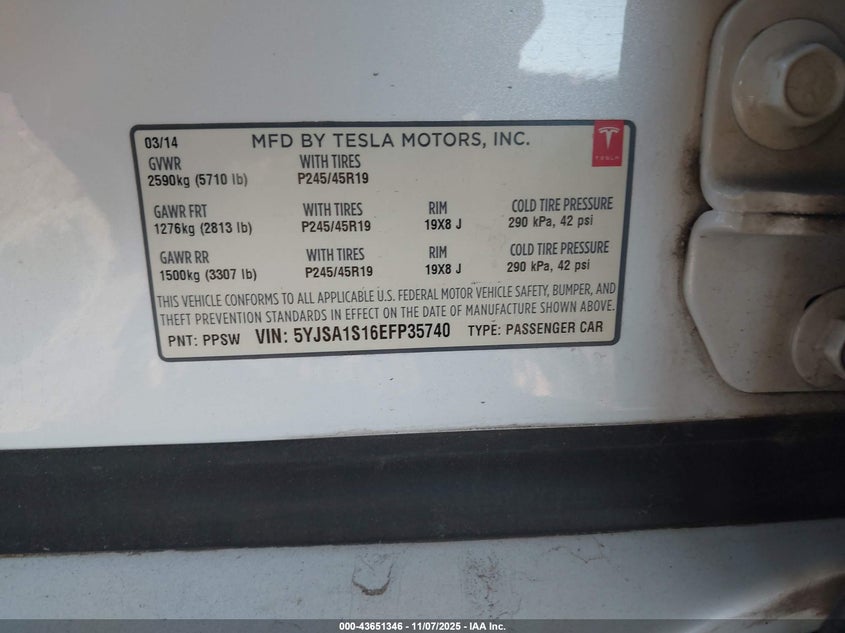 03/14 MFD BY TESLA MOTORS, INC.
TESLA
GVWR WITH TIRES
2590kg (5710 lb) P245/45R19
GAWR FRT WITH TIRES RIM COLD TIRE PRESSURE
1276kg (2813 lb) P245/45R19 19X8 J 290 kPa, 42 psi
GAWR RR WITH TIRES RIM COLD TIRE PRESSURE
1500kg (3307 lb) P245/45R19 19X8 J 290 kPa, 42 psi
THIS VEHICLE CONFORMS TO ALL APPLICABLE U.S. FEDERAL MOTOR VEHICLE SAFETY, BUMPER, AND
THEFT PREVENTION STANDARDS IN EFFECT ON THE DATE OF MANUFACTURE SHOWN ABOVE.
PNT: PPSW VIN: 5YJSA1S16EFP35740 TYPE: PASSENGER CAR
000-43651346 - 11/07/2025 - IAA Inc.